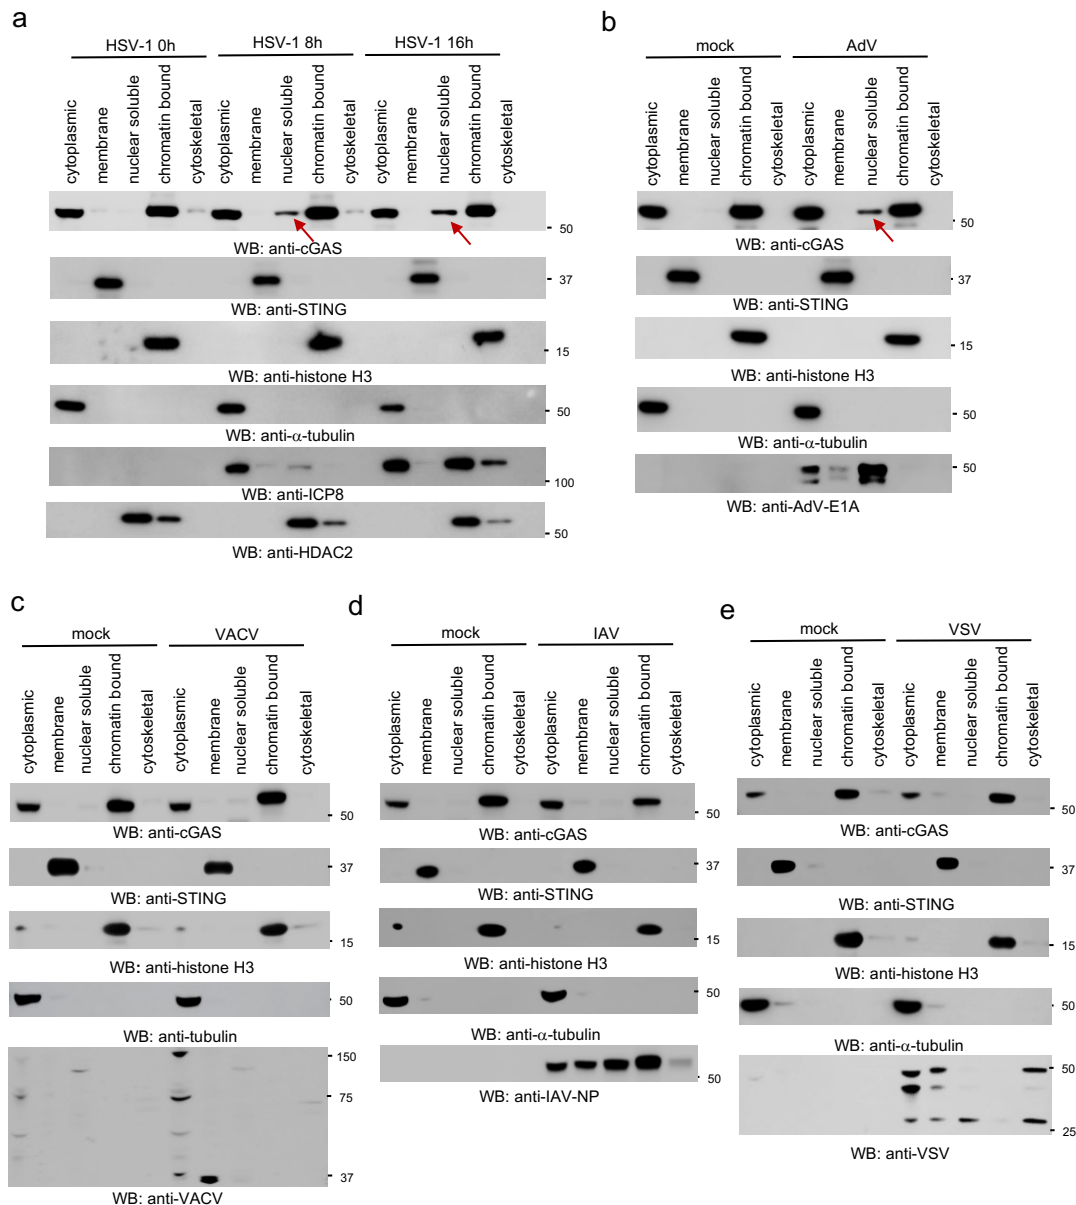 a
HSV-1 0h HSV-1 8h HSV-1 16h
cytoplasmic membrane nuclear soluble chromatin bound cytoskeletal cytoplasmic membrane nuclear soluble chromatin bound cytoskeletal cytoplasmic membrane nuclear soluble chromatin bound cytoskeletal
50
WB: anti-cGAS
37
WB: anti-STING
15
WB: anti-histone H3
50
WB: anti-α-tubulin
100
WB: anti-ICP8
50
WB: anti-HDAC2
b
mock AdV
cytoplasmic membrane nuclear soluble chromatin bound cytoskeletal cytoplasmic membrane nuclear soluble chromatin bound cytoskeletal
50
WB: anti-cGAS
37
WB: anti-STING
15
WB: anti-histone H3
50
WB: anti-α-tubulin
50
WB: anti-AdV-E1A
c
mock VACV
cytoplasmic membrane nuclear soluble chromatin bound cytoskeletal cytoplasmic membrane nuclear soluble chromatin bound cytoskeletal
50
WB: anti-cGAS
37
WB: anti-STING
15
WB: anti-histone H3
50
WB: anti-tubulin
150
75
37
WB: anti-VACV
d
mock IAV
cytoplasmic membrane nuclear soluble chromatin bound cytoskeletal cytoplasmic membrane nuclear soluble chromatin bound cytoskeletal
50
WB: anti-cGAS
37
WB: anti-STING
15
WB: anti-histone H3
50
WB: anti-α-tubulin
50
WB: anti-IAV-NP
e
mock VSV
cytoplasmic membrane nuclear soluble chromatin bound cytoskeletal cytoplasmic membrane nuclear soluble chromatin bound cytoskeletal
50
WB: anti-cGAS
37
WB: anti-STING
15
WB: anti-histone H3
50
WB: anti-α-tubulin
50
25
WB: anti-VSV